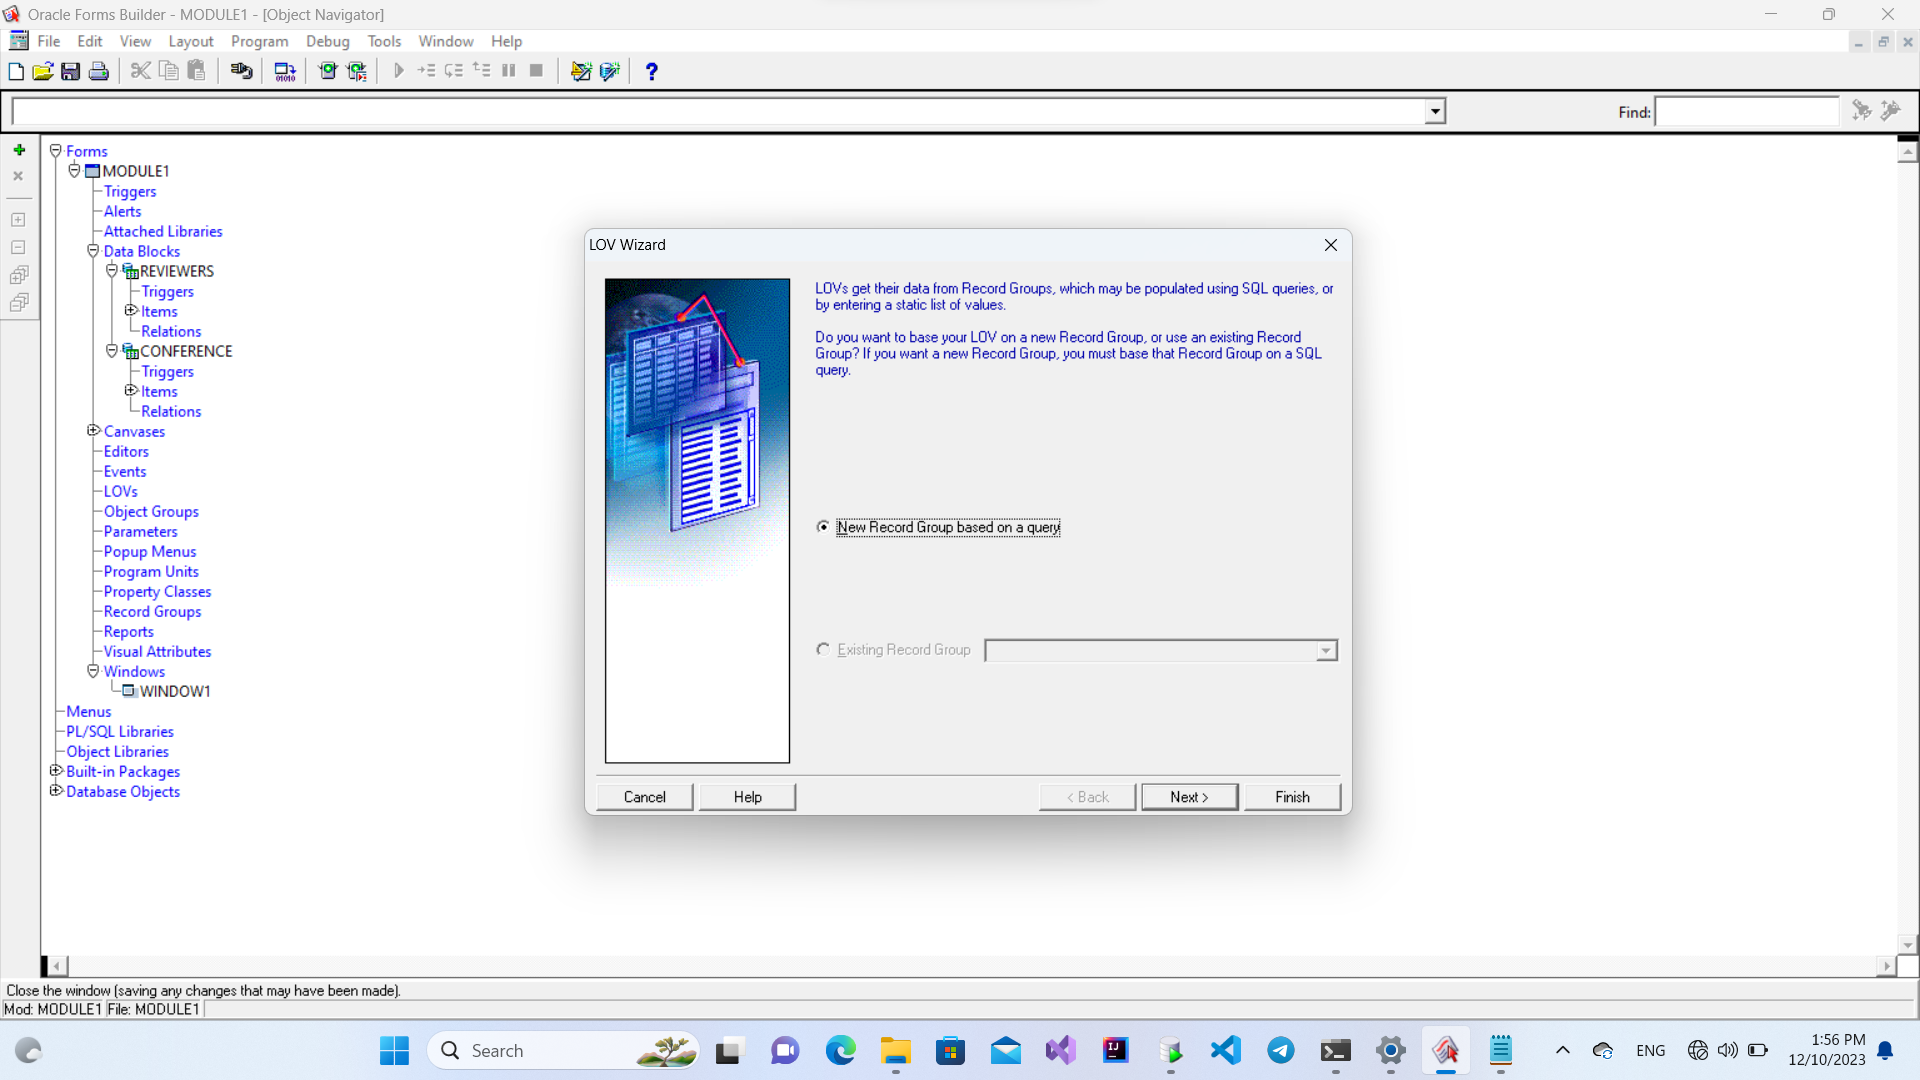 Oracle Forms Builder - MODULE1 - [Object Navigator]
File Edit View Layout Program Debug Tools Window Help
Find:
Forms
MODULE1
Triggers
Alerts
Attached Libraries
Data Blocks
REVIEWERS
Triggers
Items
Relations
CONFERENCE
Triggers
Items
Relations
Canvases
Editors
Events
LOVs
Object Groups
Parameters
Popup Menus
Program Units
Property Classes
Record Groups
Reports
Visual Attributes
Windows
WINDOW1
Menus
PL/SQL Libraries
Object Libraries
Built-in Packages
Database Objects
LOV Wizard
LOVs get their data from Record Groups, which may be populated using SQL queries, or
by entering a static list of values.
Do you want to base your LOV on a new Record Group, or use an existing Record
Group? If you want a new Record Group, you must base that Record Group on a SQL
query.
New Record Group based on a query
Existing Record Group
Cancel Help < Back Next > Finish
Close the window (saving any changes that may have been made).
Mod: MODULE1 File: MODULE1
Search
ENG
1:56 PM
12/10/2023